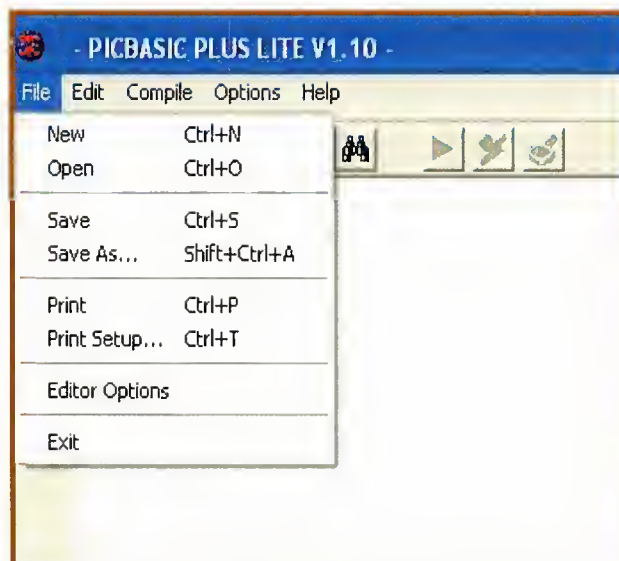 - PICBASIC PLUS LITE V1.10 -
File Edit Compile Options Help
New Ctrl+N
Open Ctrl+O
Save Ctrl+S
Save As... Shift+Ctrl+A
Print Ctrl+P
Print Setup... Ctrl+T
Editor Options
Exit